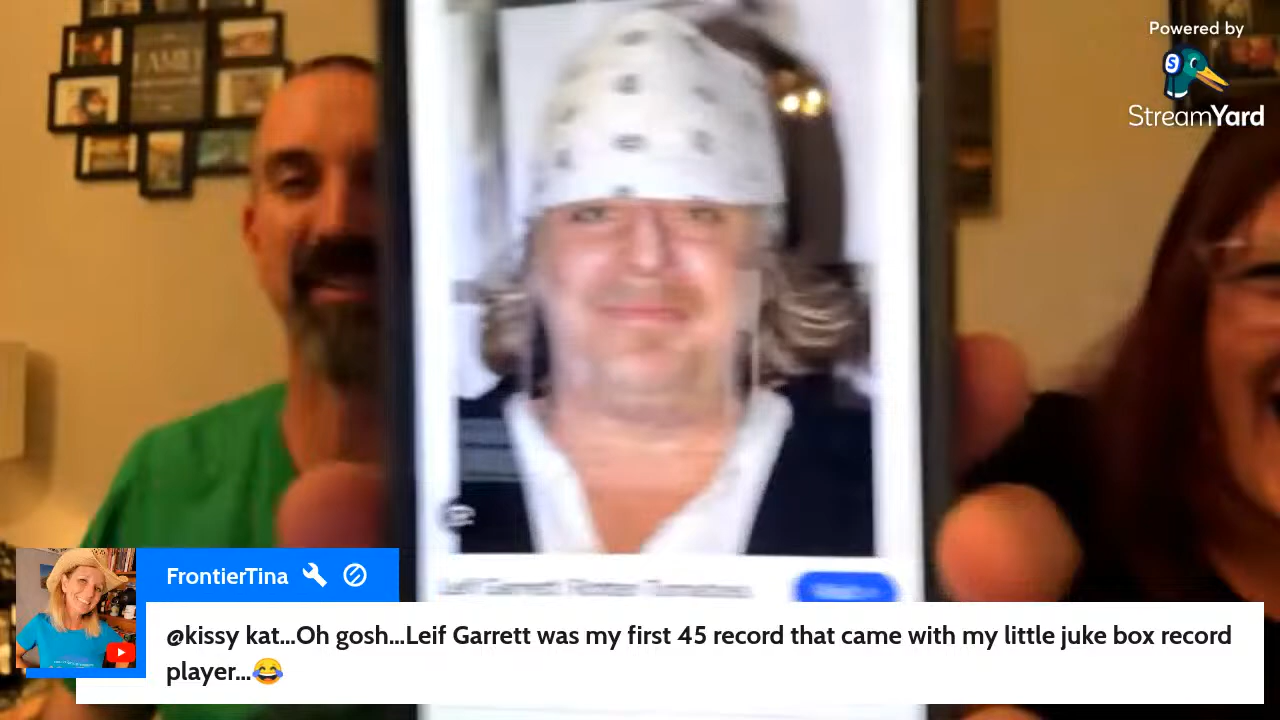 FAMILY
Powered by
S
StreamYard
FrontierTina
@kissy kat...Oh gosh...Leif Garrett was my first 45 record that came with my little juke box record
player...😂